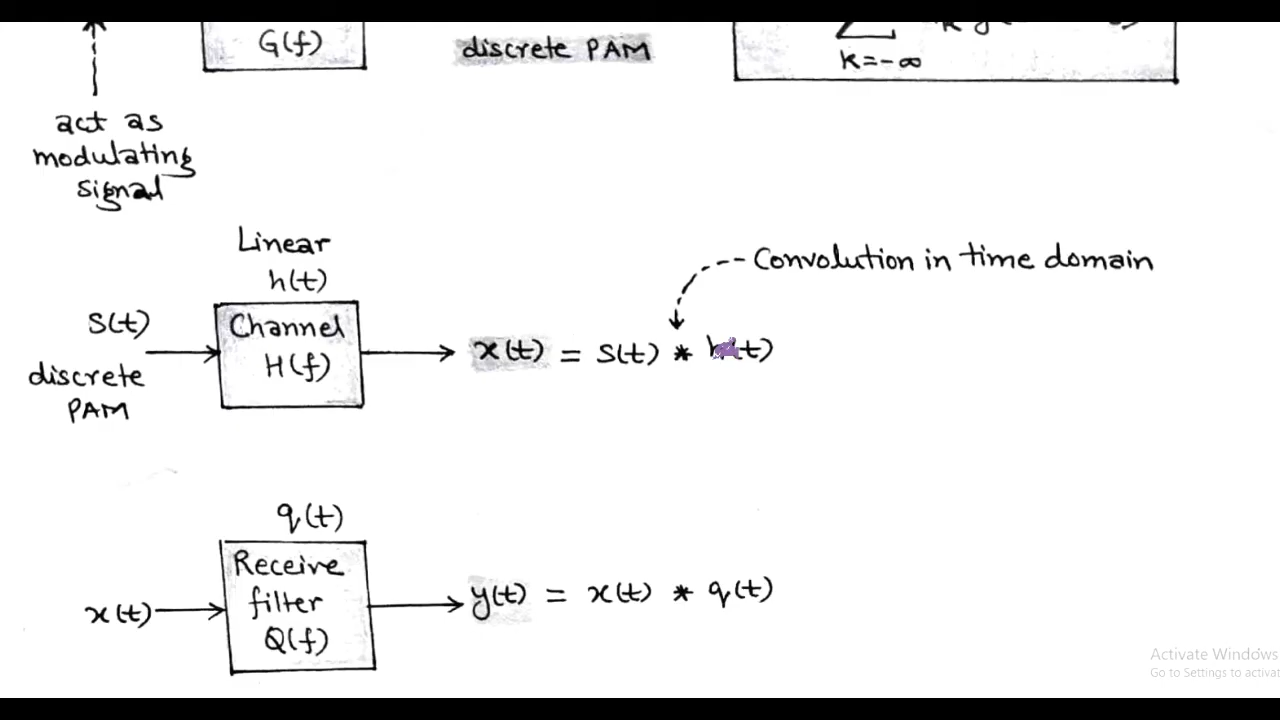 G(f)
discrete PAM
k=-∞
act as
modulating
signal
Linear
h(t)
Convolution in time domain
s(t)
Channel
H(f)
x(t) = s(t) * h(t)
discrete
PAM
q(t)
Receive
filter
Q(f)
x(t)
y(t) = x(t) * q(t)
Activate Windows
Go to Settings to activat